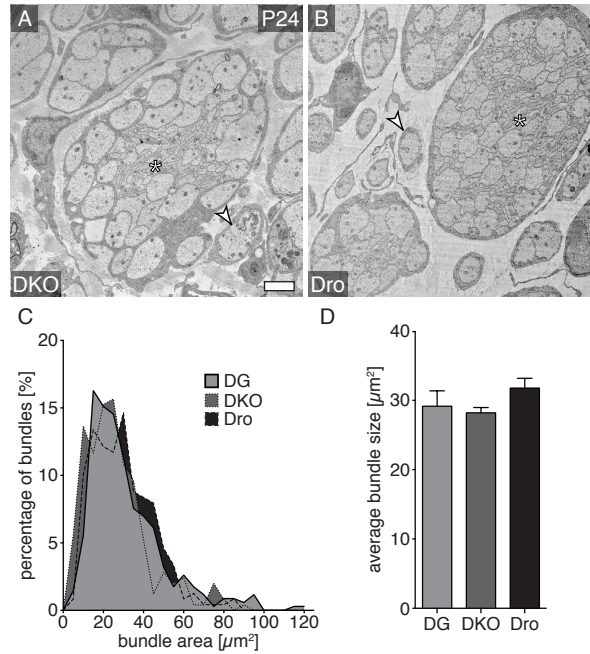 A
P24
B
*
*
DKO
Dro
C
D
percentage of bundles [%]
20
15
10
5
0
DG
DKO
Dro
0
20
40
60
80
100
120
bundle area [µm²]
average bundle size [µm²]
40
30
20
10
0
DG
DKO
Dro